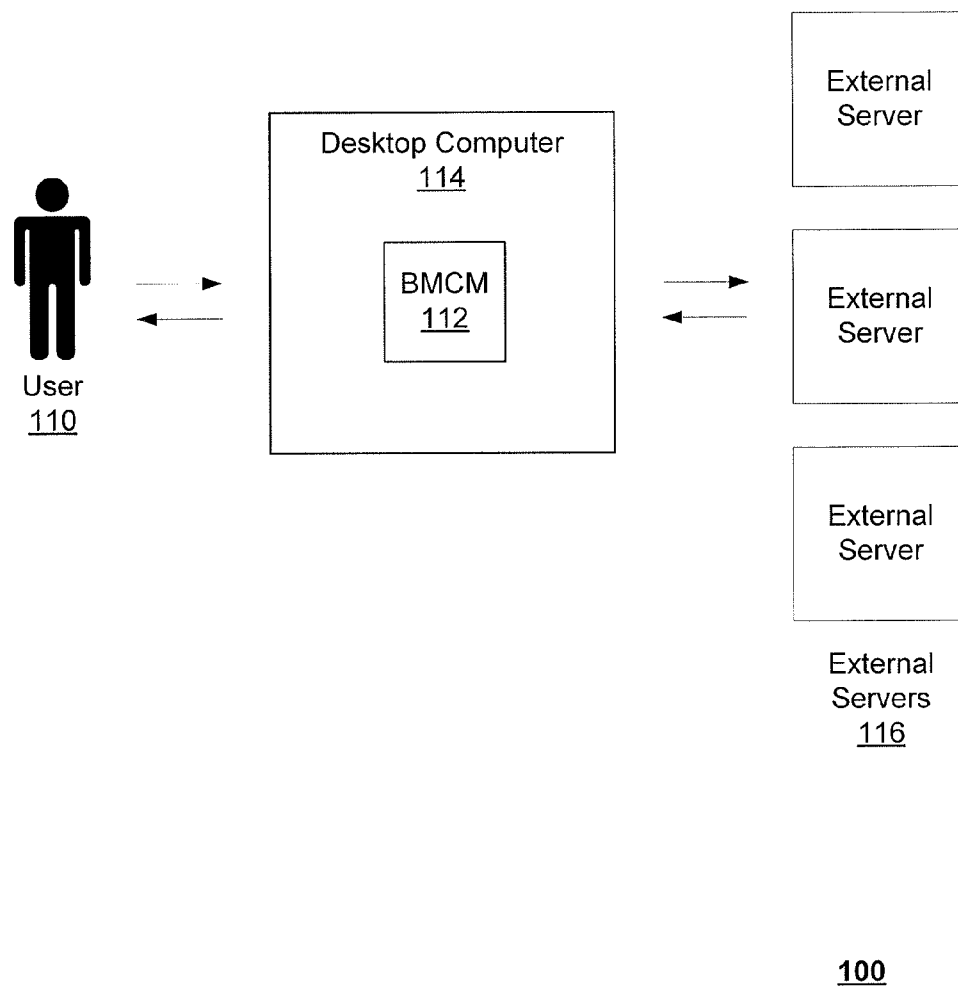 User
110
Desktop Computer
114
BMCM
112
External
Server
External
Server
External
Server
External
Servers
116
100